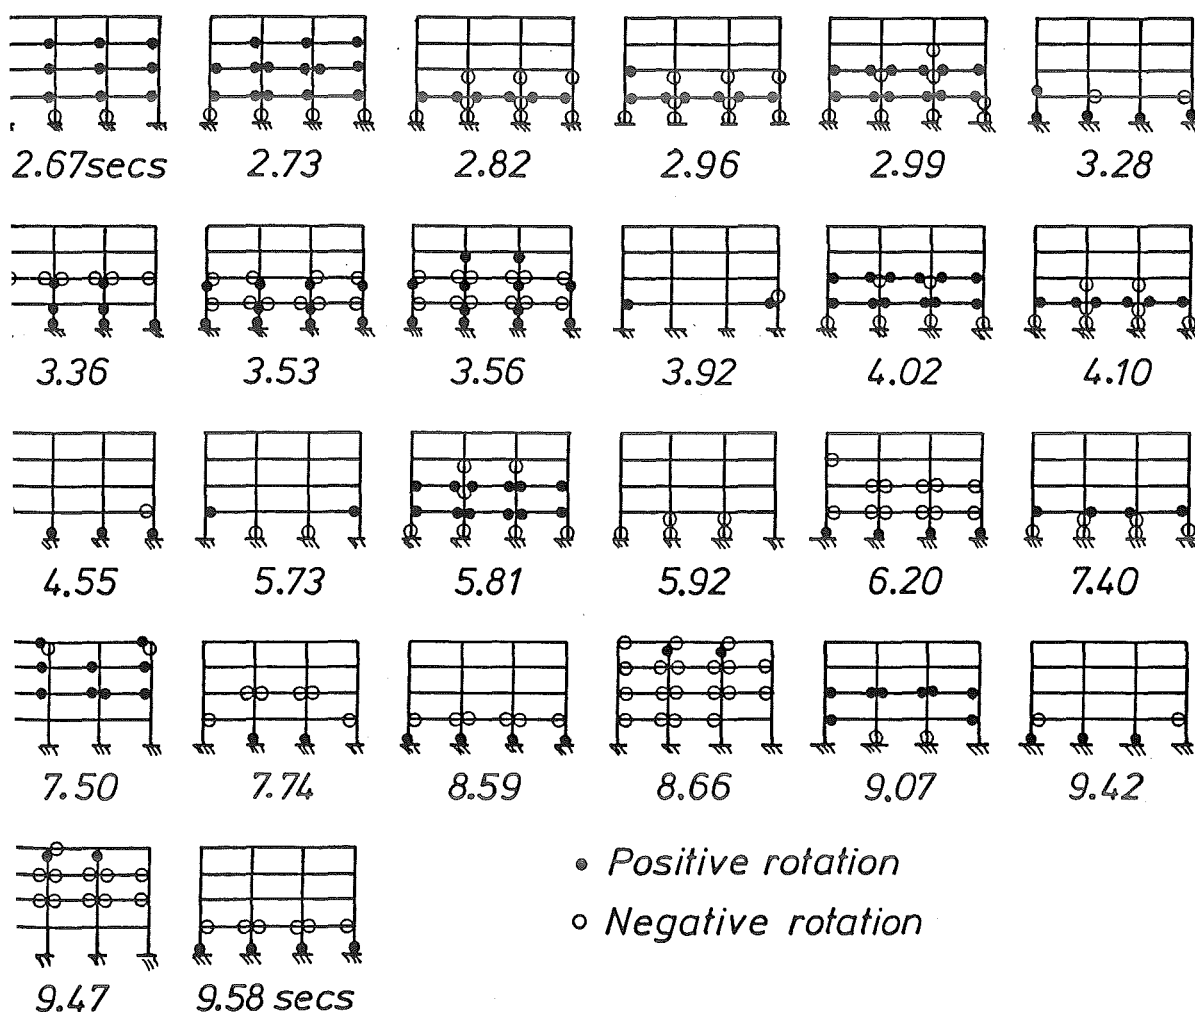 2.67secs 2.73 2.82 2.96 2.99 3.28
3.36 3.53 3.56 3.92 4.02 4.10
4.55 5.73 5.81 5.92 6.20 7.40
7.50 7.74 8.59 8.66 9.07 9.42
Positive rotation
Negative rotation
9.47 9.58 secs